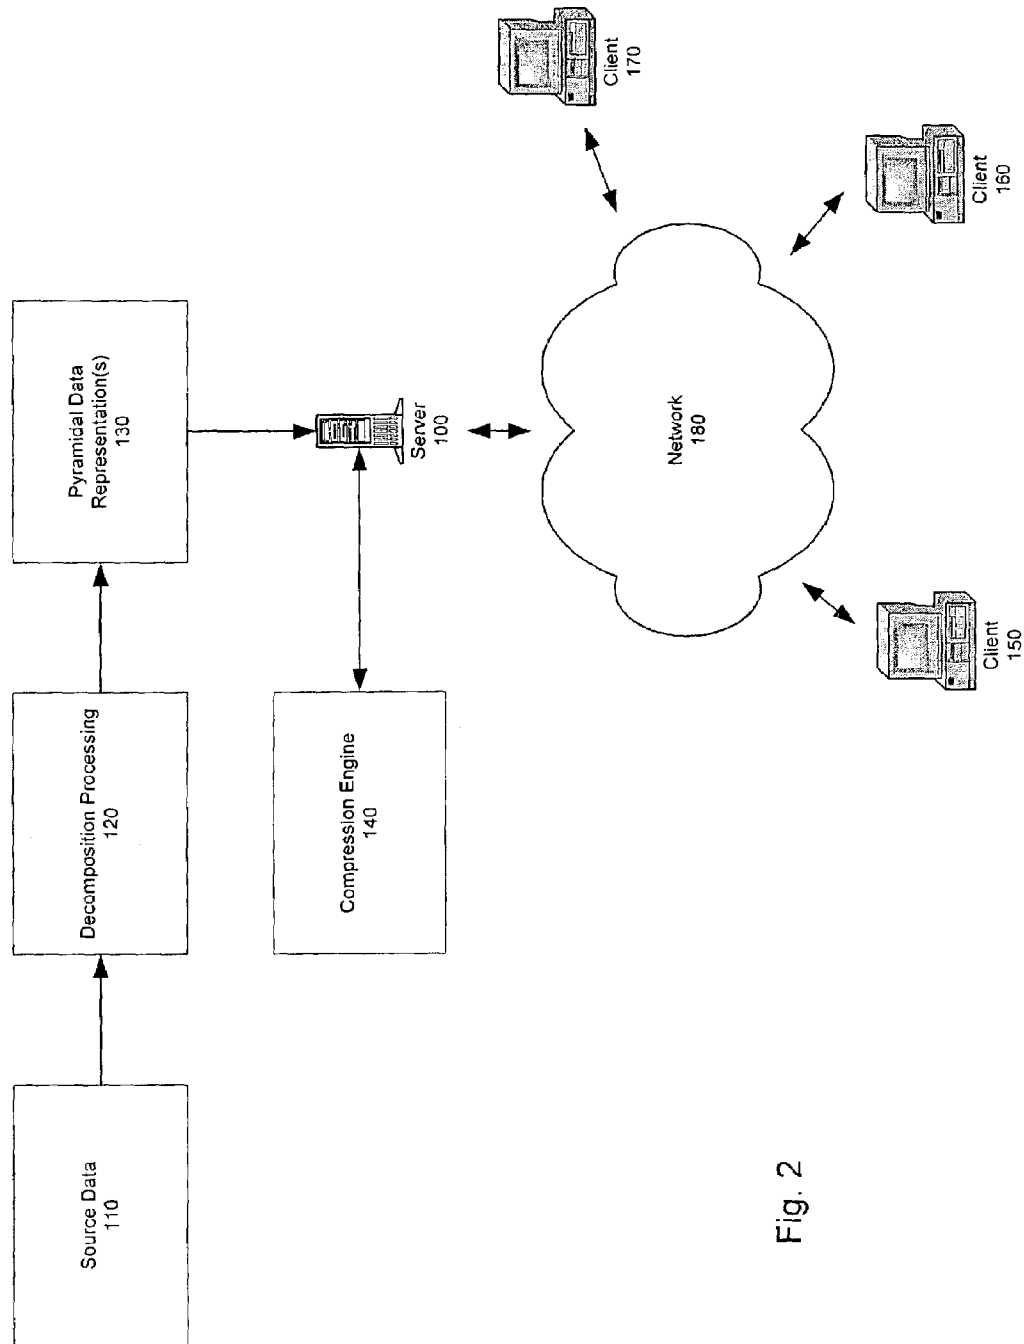 Source Data
110
Decomposition Processing
120
Pyramidal Data
Representation(s)
130
Compression Engine
140
Server
100
Network
180
Client
150
Client
160
Client
170
Fig. 2